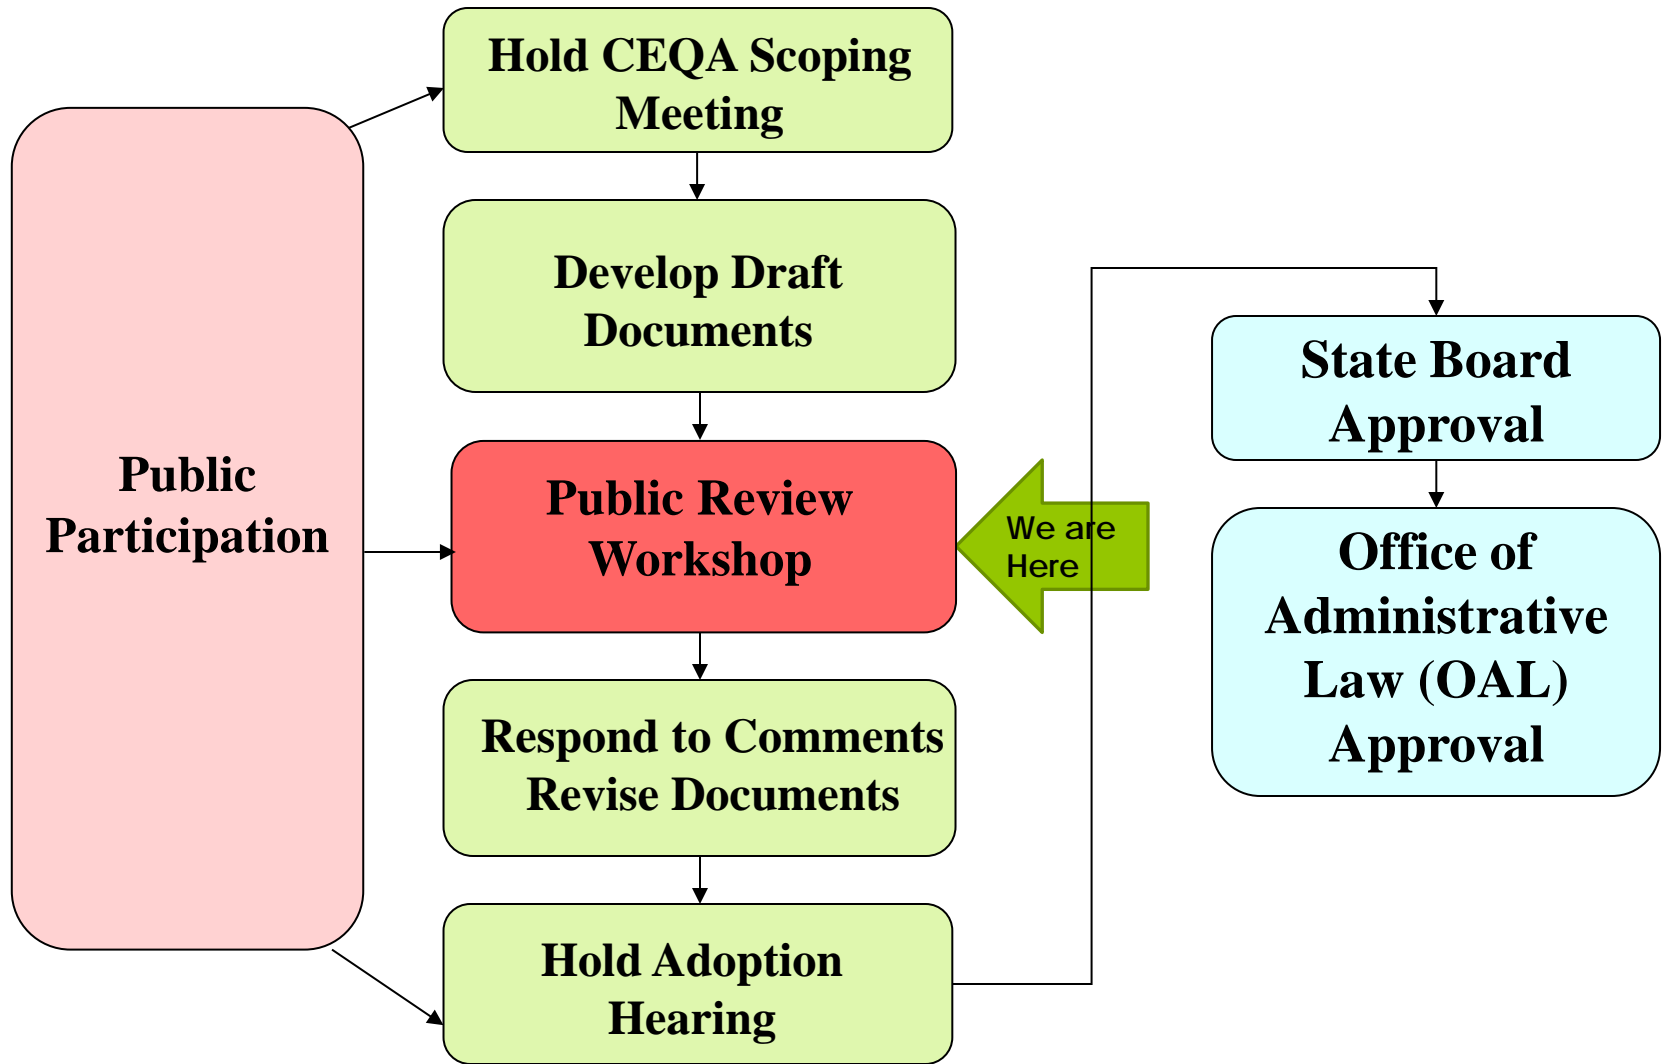 Hold CEQA Scoping
Meeting
Develop Draft
Documents
Public
Participation
Public Review
Workshop
We are
Here
Respond to Comments
Revise Documents
Hold Adoption
Hearing
State Board
Approval
Office of
Administrative
Law (OAL)
Approval